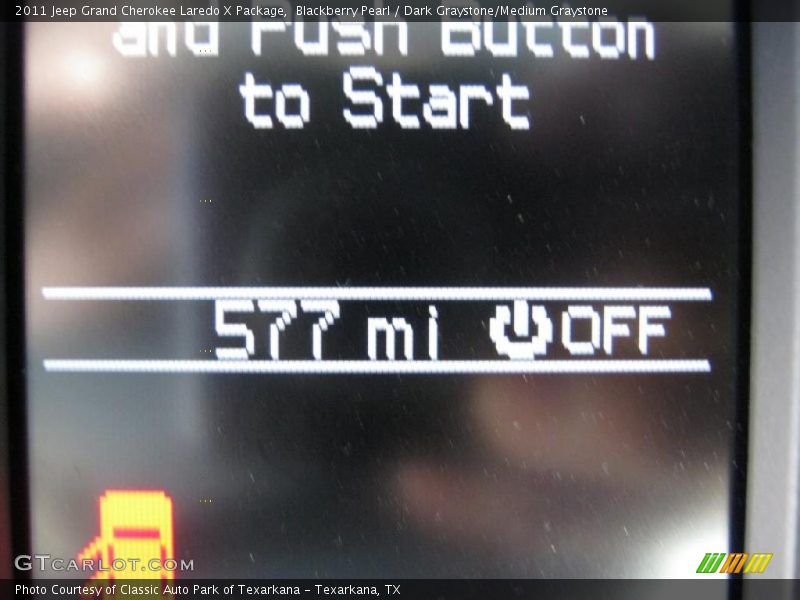 2011 Jeep Grand Cherokee Laredo X Package, Blackberry Pearl / Dark Graystone/Medium Graystone
and Push Button
to Start
577 mi OFF
GTCARLOT.COM
Photo Courtesy of Classic Auto Park of Texarkana - Texarkana, TX